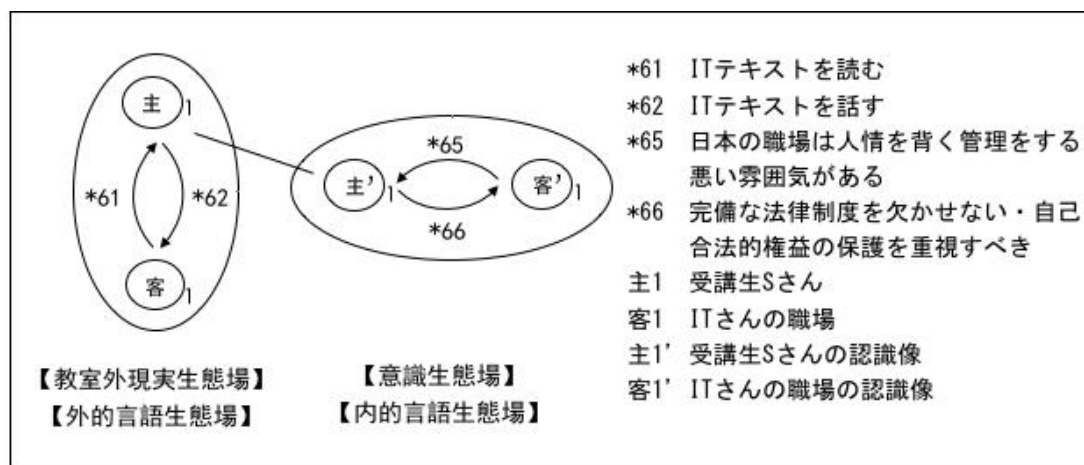 主 1
*61 *62
客 1
主’ 1
*65
客’ 1
*66
【教室外現実生態場】
【外的言語生態場】
【意識生態場】
【内的言語生態場】
*61 ITテキストを読む
*62 ITテキストを話す
*65 日本の職場は人情を背く管理をする
悪い雰囲気がある
*66 完備な法律制度を欠かせない・自己
合法的権益の保護を重視すべき
主1 受講生Sさん
客1 ITさんの職場
主1’ 受講生Sさんの認識像
客1’ ITさんの職場の認識像